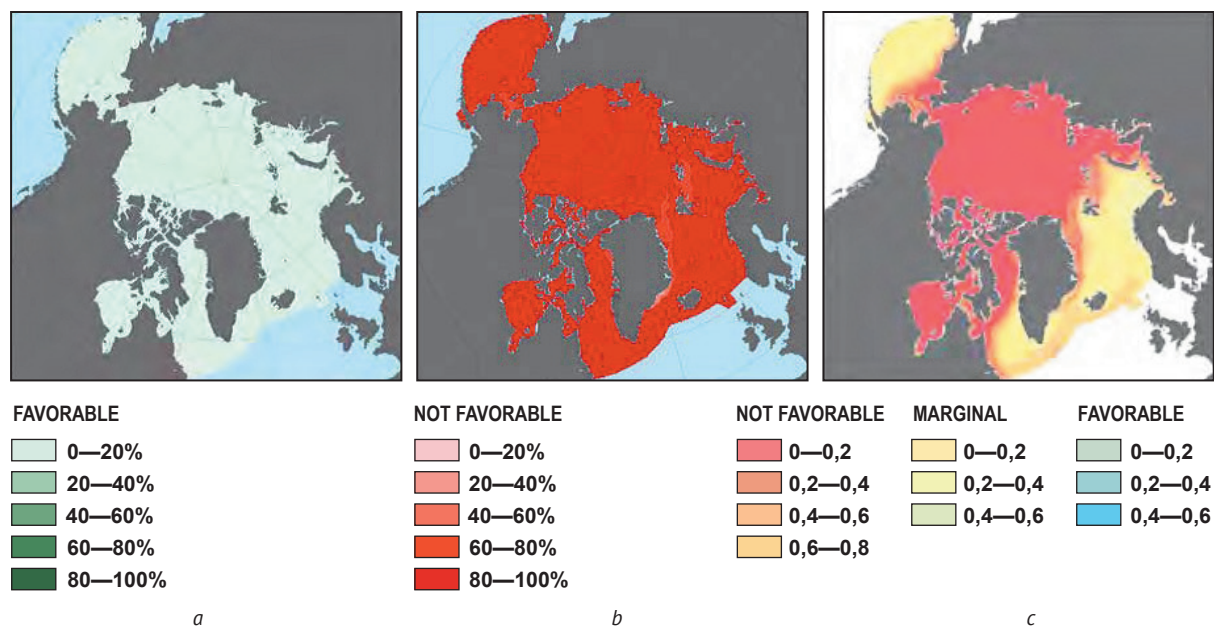 FAVORABLE
0—20%
20—40%
40—60%
60—80%
80—100%
a
NOT FAVORABLE
0—20%
20—40%
40—60%
60—80%
80—100%
b
NOT FAVORABLE
0—0,2
0,2—0,4
0,4—0,6
0,6—0,8
MARGINAL
0—0,2
0,2—0,4
0,4—0,6
FAVORABLE
0—0,2
0,2—0,4
0,4—0,6
c